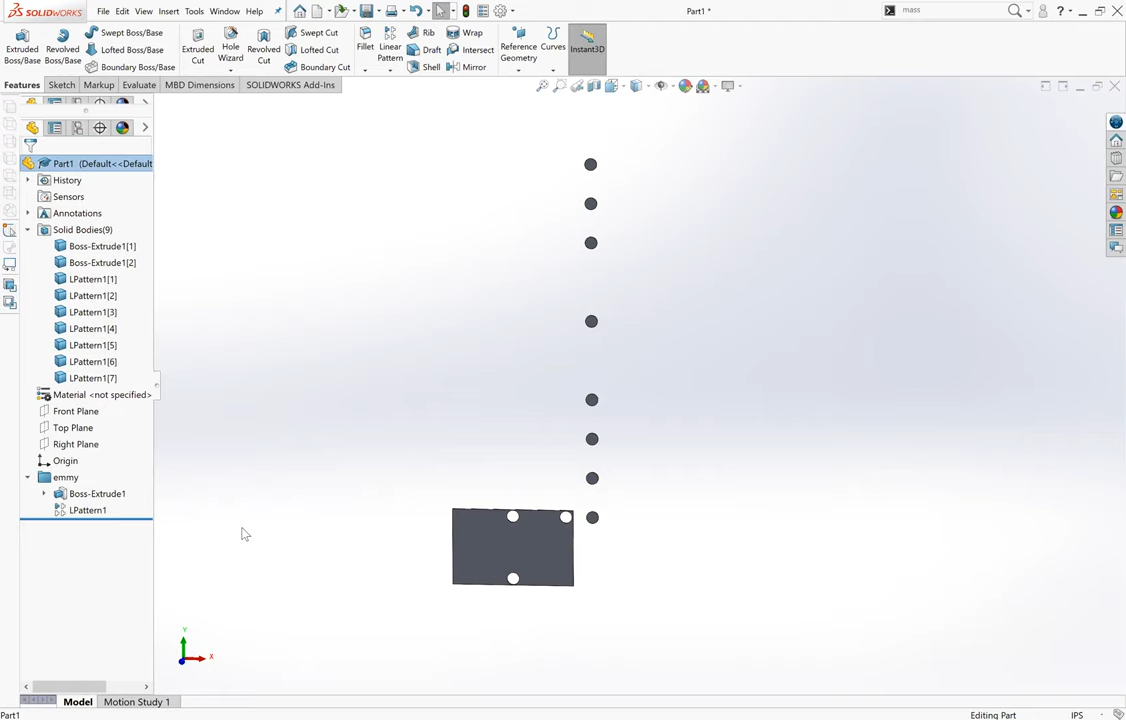 SOLIDWORKS File Edit View Insert Tools Window Help Part1 * mass
Extruded Boss/Base
Revolved Boss/Base
Swept Boss/Base
Lofted Boss/Base
Boundary Boss/Base
Extruded Cut
Hole Wizard
Revolved Cut
Swept Cut
Lofted Cut
Boundary Cut
Fillet
Linear Pattern
Rib
Draft
Shell
Wrap
Intersect
Mirror
Reference Geometry
Curves
Instant3D
Features Sketch Markup Evaluate MBD Dimensions SOLIDWORKS Add-Ins
Part1 (Default<<Default
History
Sensors
Annotations
Solid Bodies(9)
Boss-Extrude1[1]
Boss-Extrude1[2]
LPattern1[1]
LPattern1[2]
LPattern1[3]
LPattern1[4]
LPattern1[5]
LPattern1[6]
LPattern1[7]
Material <not specified>
Front Plane
Top Plane
Right Plane
Origin
emmy
Boss-Extrude1
LPattern1
Y
X
Model Motion Study 1
Part1 Editing Part IPS